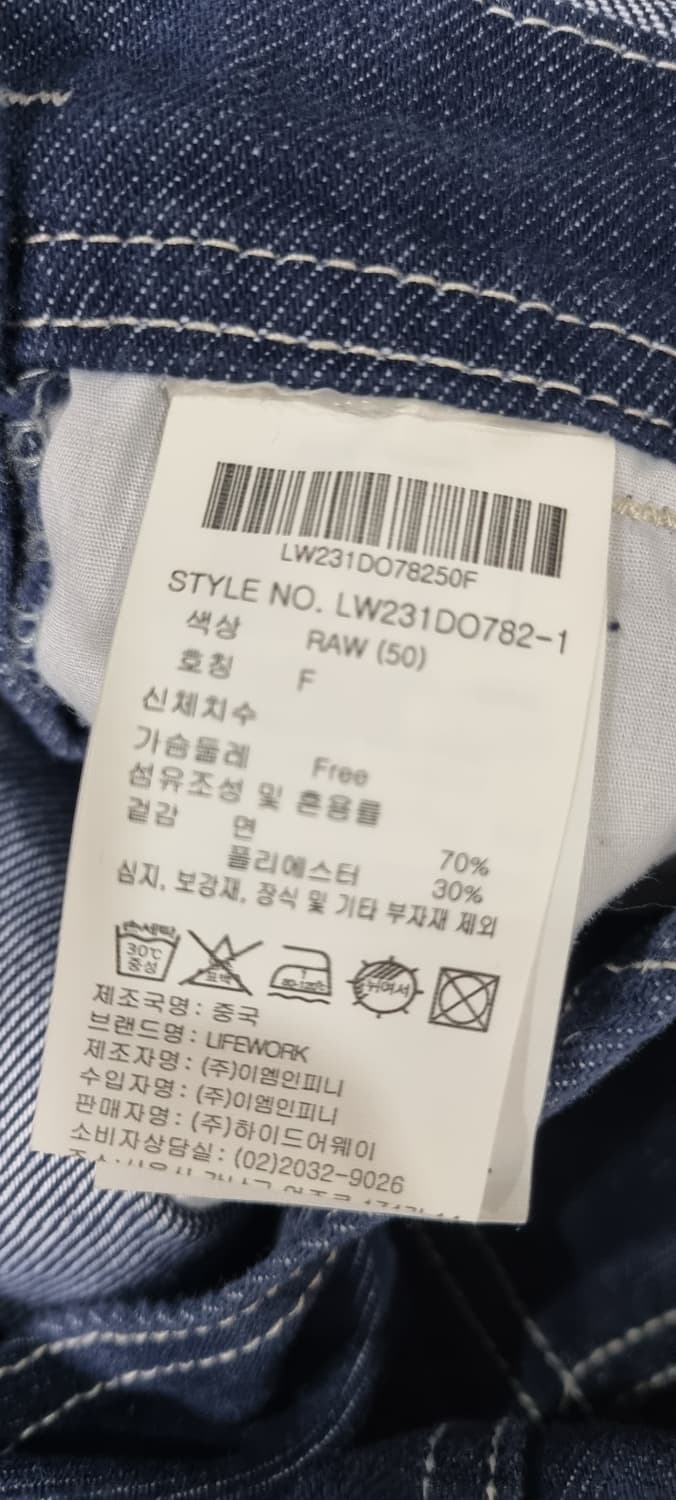 LW231DO78250F
STYLE NO. LW231DO782-1
색상 RAW (50)
호칭 F
신체치수
가슴둘레 Free
섬유조성 및 혼용률
겉감 면 70%
폴리에스터 30%
심지, 보강재, 장식 및 기타 부자재 제외
손세탁 30℃ 중성 표백 80-120℃ 뉘여서
제조국명 : 중국
브랜드명 : LIFEWORK
제조자명 : (주)이엠인피니
수입자명 : (주)이엠인피니
판매자명 : (주)하이드어웨이
소비자상담실 : (02)2032-9026